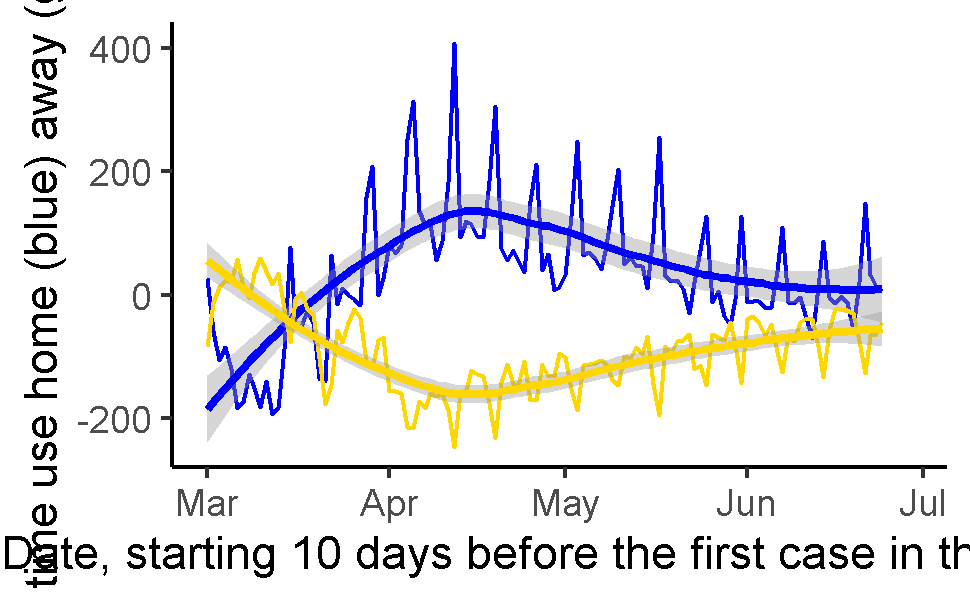 time use home (blue) away (
400
200
0
-200
Mar Apr May Jun Jul
Date, starting 10 days before the first case in th